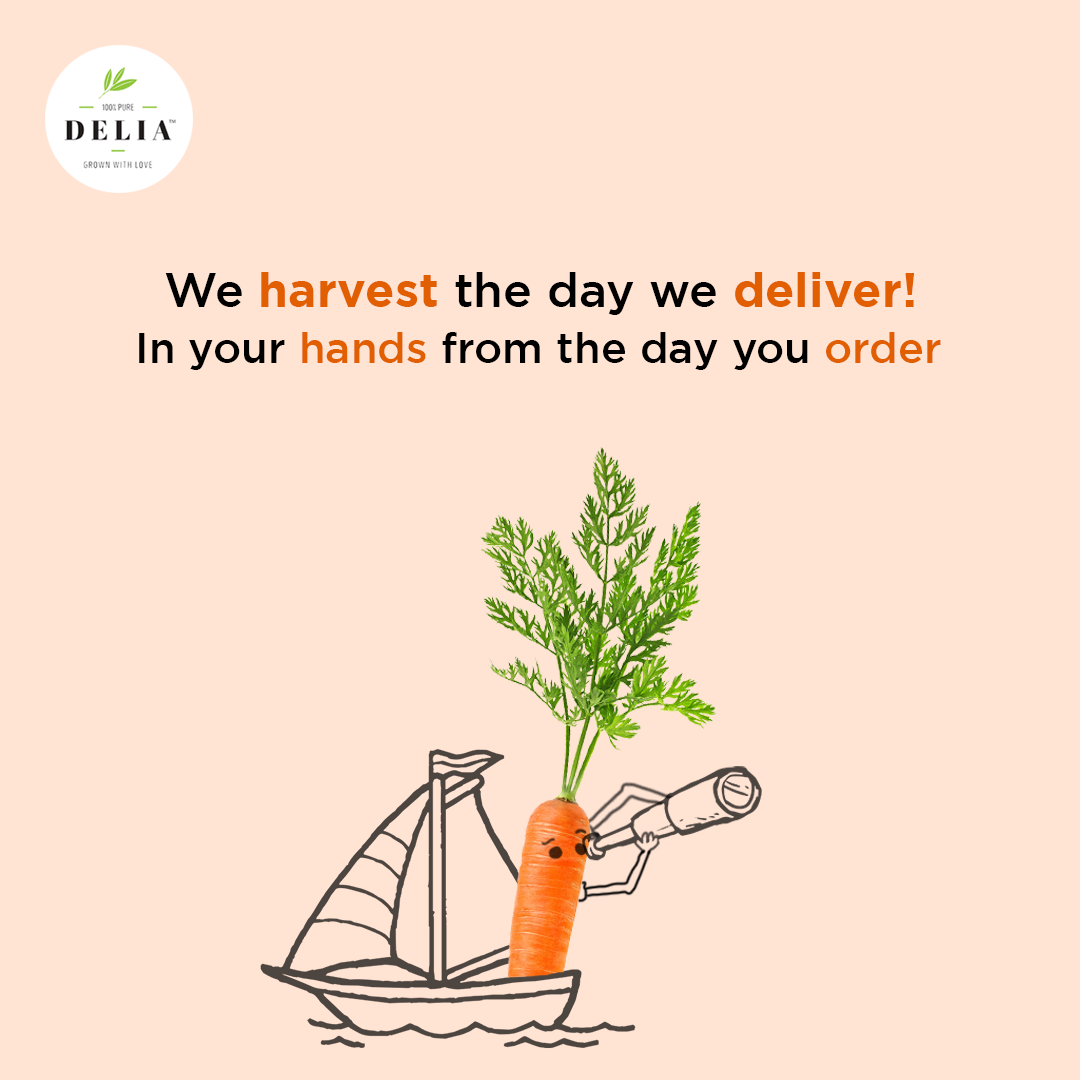 100% PURE
DELIA™
GROWN WITH LOVE
We harvest the day we deliver!
In your hands from the day you order